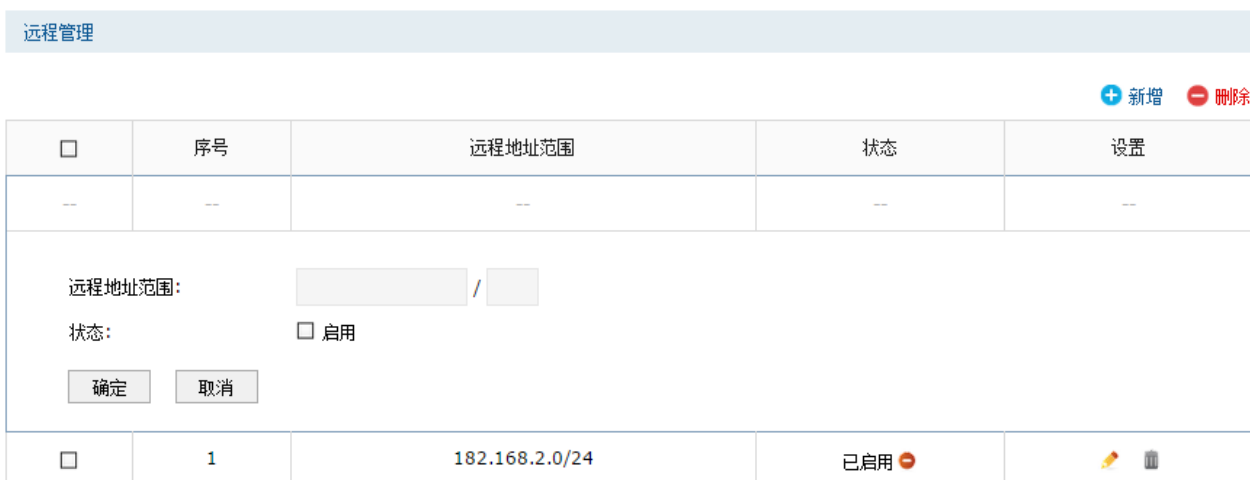 远程管理
新增 删除
序号 远程地址范围 状态 设置
-- -- -- -- --
远程地址范围: /
状态: 启用
确定 取消
1 182.168.2.0/24 已启用